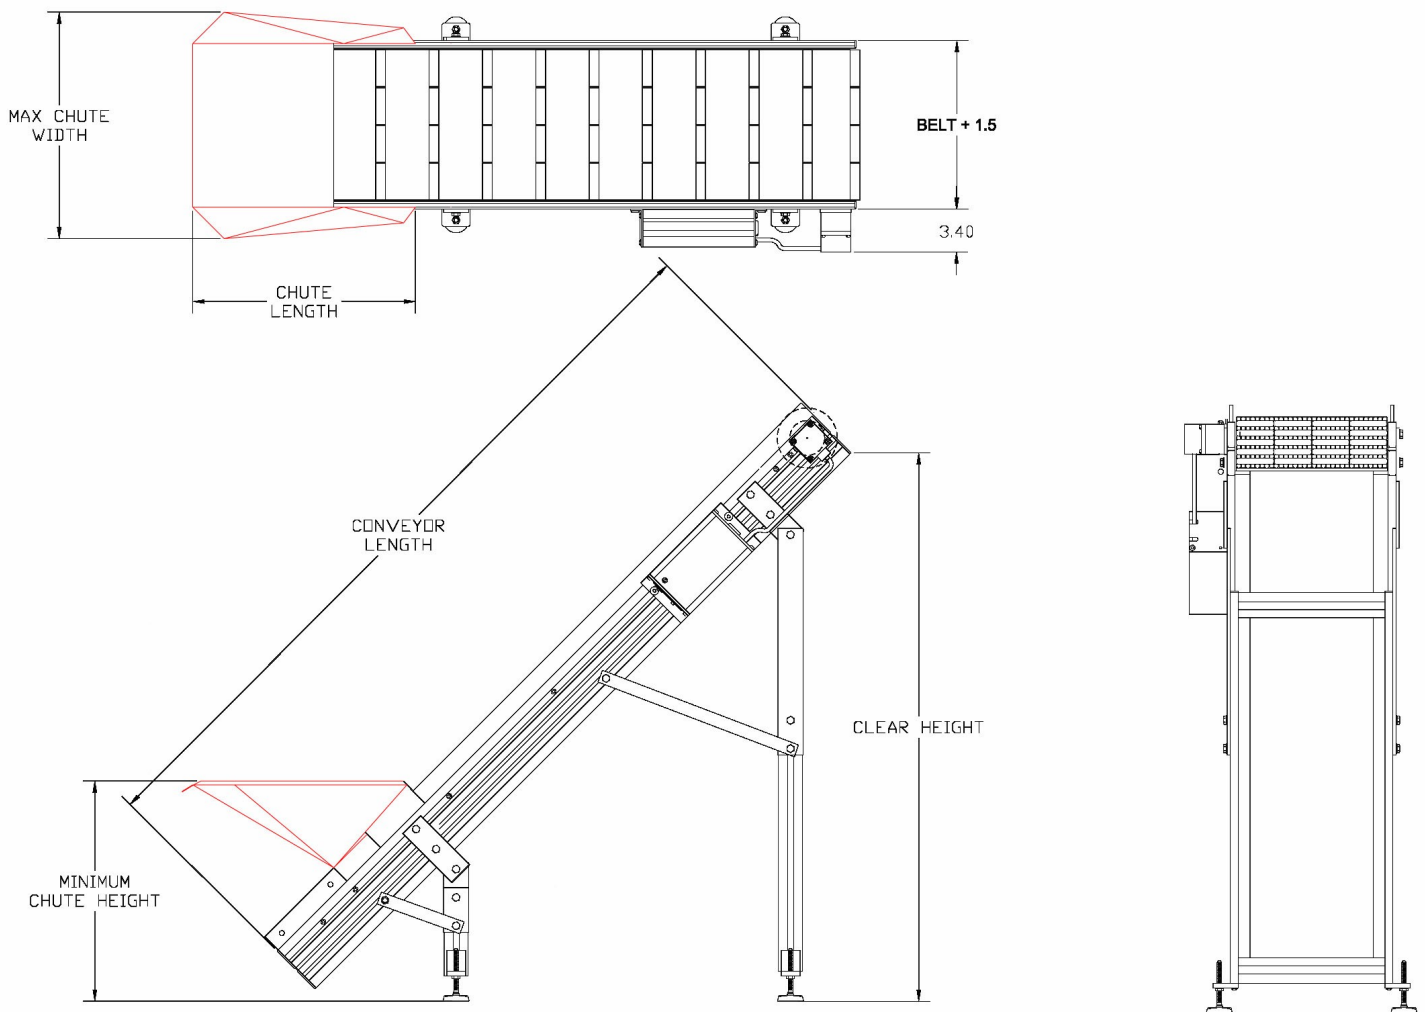 MAX CHUTE
WIDTH
BELT + 1.5
3.40
CHUTE
LENGTH
CONVEYOR
LENGTH
CLEAR HEIGHT
MINIMUM
CHUTE HEIGHT